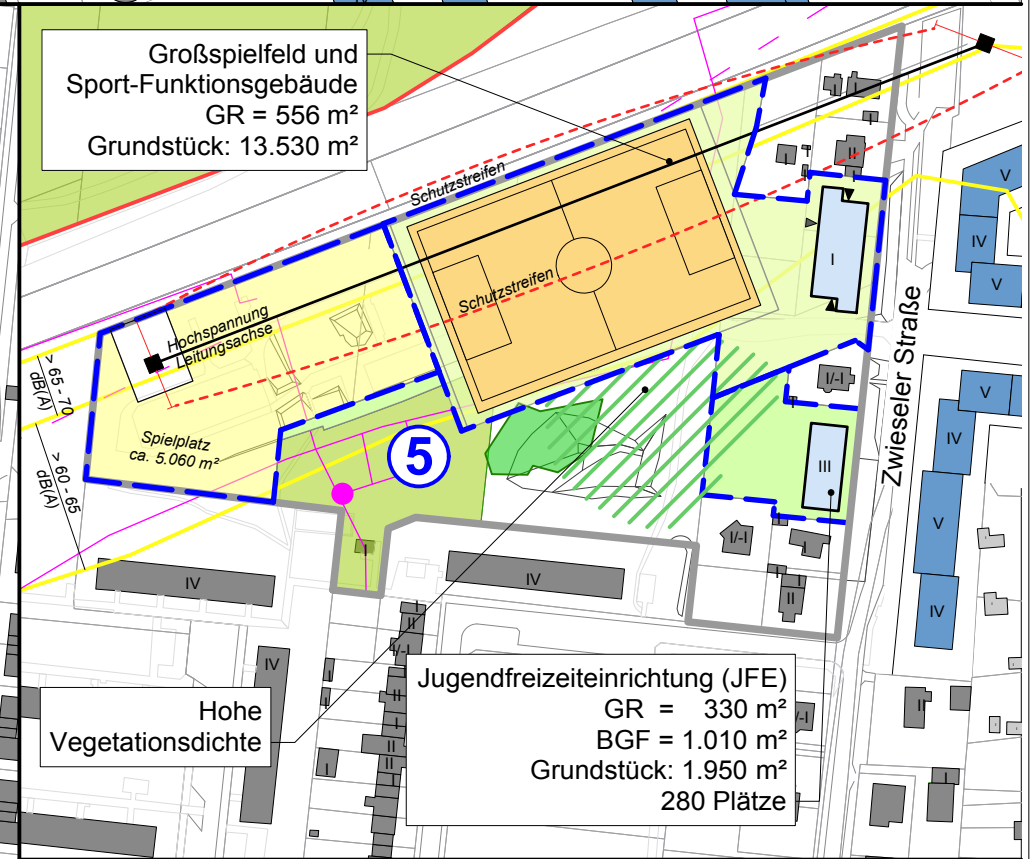 Großspielfeld und
Sport-Funktionsgebäude
GR = 556 m²
Grundstück: 13.530 m²
Schutzstreifen
Schutzstreifen
Hochspannung
Leitungsachse
> 65 - 70
dB(A)
> 60 - 65
dB(A)
Spielplatz
ca. 5.060 m²
5
Zwieseler Straße
I
II
I
I
I
I
V
IV
V
I/-I
III
I/-I
I
I
II
V
IV
V
IV
IV
IV
IV
I
I
II
I
I
II
II
I
Hohe
Vegetationsdichte
Jugendfreizeiteinrichtung (JFE)
GR = 330 m²
BGF = 1.010 m²
Grundstück: 1.950 m²
280 Plätze
II
I